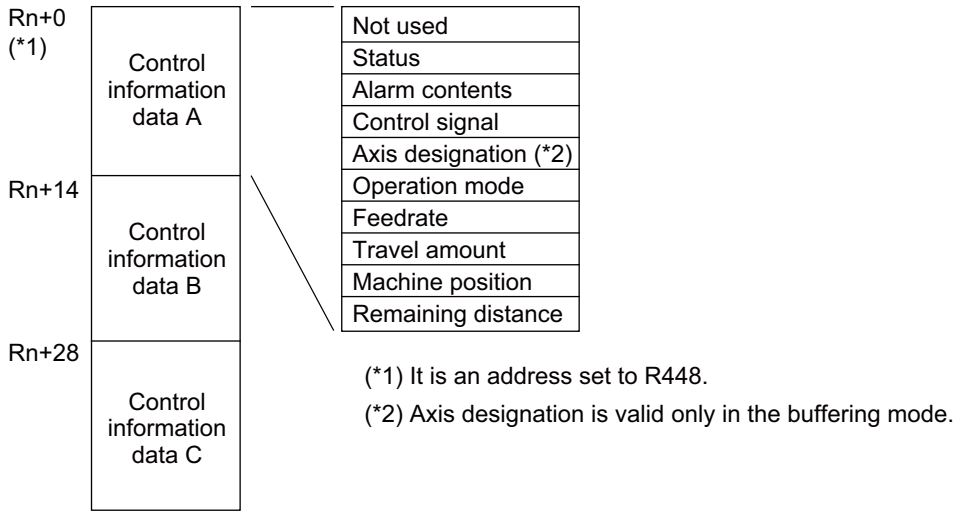 Rn+0
(*1)
Control
information
data A
Rn+14
Control
information
data B
Rn+28
Control
information
data C
Not used
Status
Alarm contents
Control signal
Axis designation (*2)
Operation mode
Feedrate
Travel amount
Machine position
Remaining distance
(*1) It is an address set to R448.
(*2) Axis designation is valid only in the buffering mode.